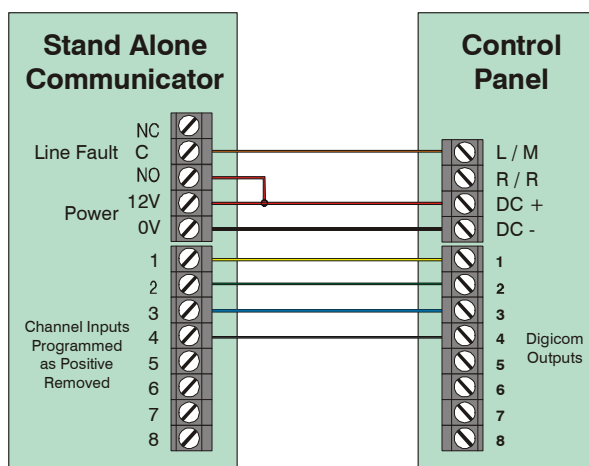 Stand Alone
Communicator
NC
Line Fault C
NO
Power 12V
0V
1
2
3
4
5
6
7
8
Channel Inputs
Programmed
as Positive
Removed
Control
Panel
L / M
R / R
DC +
DC -
1
2
3
4
5
6
7
8
Digicom
Outputs